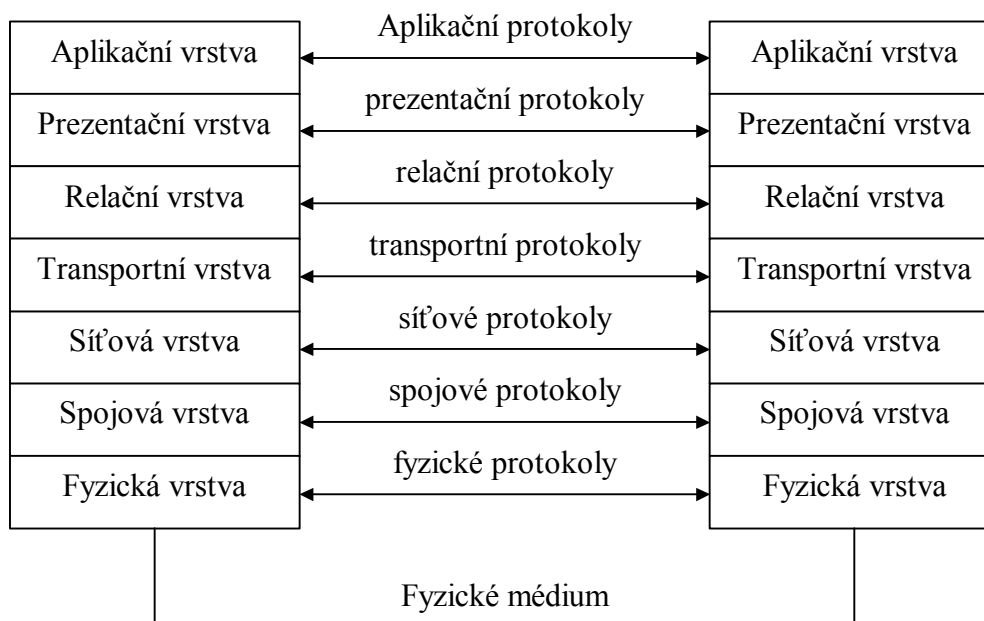 Aplikační protokoly
Aplikační vrstva
Aplikační vrstva
prezentační protokoly
Prezentační vrstva
Prezentační vrstva
relační protokoly
Relační vrstva
Relační vrstva
transportní protokoly
Transportní vrstva
Transportní vrstva
síťové protokoly
Síťová vrstva
Síťová vrstva
spojové protokoly
Spojová vrstva
Spojová vrstva
fyzické protokoly
Fyzická vrstva
Fyzická vrstva
Fyzické médium